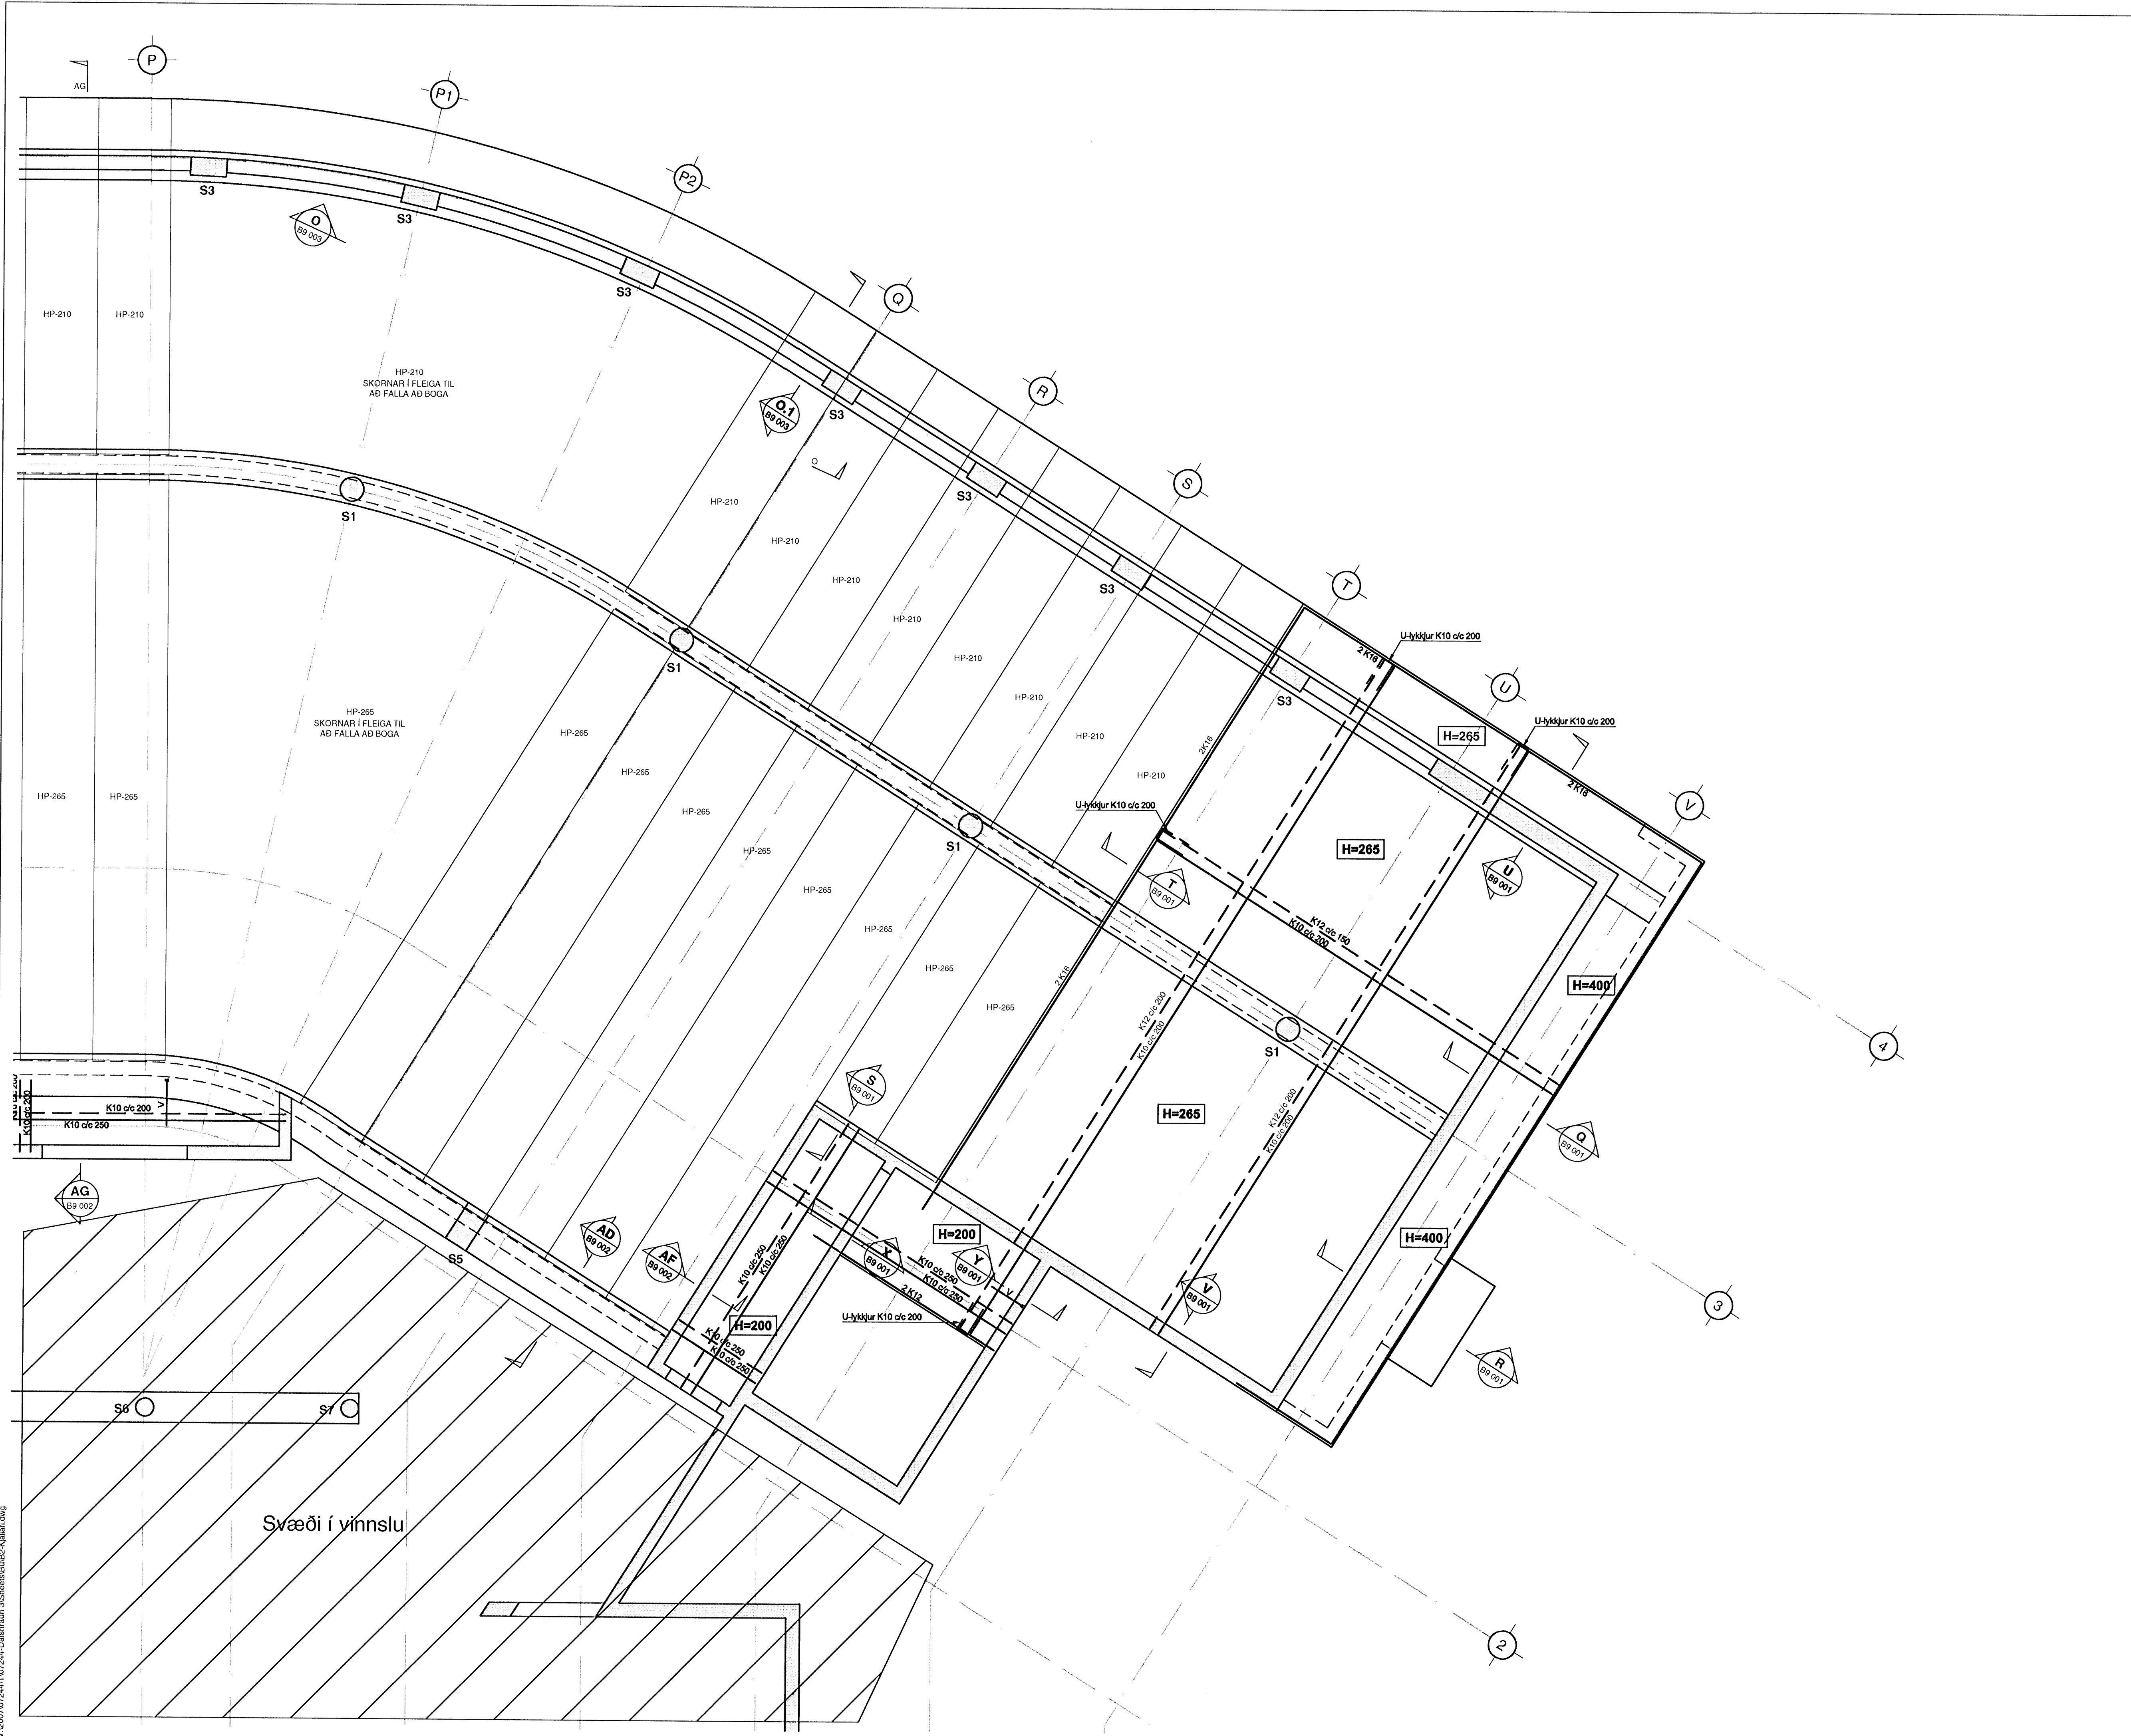 P
AG
P1
P2
S3
S3
O
B9 003
S3
Q
HP-210
HP-210
HP-210
SKORNAR Í FLEIGA TIL
AÐ FALLA AÐ BOGA
R
O.1
B9 003
S3
O
S
S1
HP-210
S3
HP-210
HP-210
S3
T
HP-210
U-lykkjur K10 c/c 200
2 K16
HP-210
S1
U
S3
HP-210
HP-265
SKORNAR Í FLEIGA TIL
AÐ FALLA AÐ BOGA
HP-265
U-lykkjur K10 c/c 200
H=265
HP-210
2K16
HP-265
HP-210
2 K16
HP-265
HP-265
V
U-lykkjur K10 c/c 200
HP-265
S1
H=265
HP-265
HP-265
T
B9 001
U
B9 001
HP-265
K12 c/c 150
K10 c/c 200
HP-265
2 K16
H=400
HP-265
K12 c/c 200
K10 c/c 200
S1
4
S
B9 001
K10 c/c 200
K10 c/c 200
K10 c/c 250
V
H=265
K12 c/c 200
K10 c/c 200
Q
B9 001
AG
B9 002
AD
B9 002
AF
B9 002
S5
H=200
H=400
K10 c/c 250
K10 c/c 250
X
B9 001
Y
B9 001
V
K10 c/c 250
K10 c/c 250
2 K12
V
B9 001
3
U-lykkjur K10 c/c 200
H=200
K10 c/c 250
K10 c/c 250
R
B9 001
S6
S7
Svæði í vinnslu
2